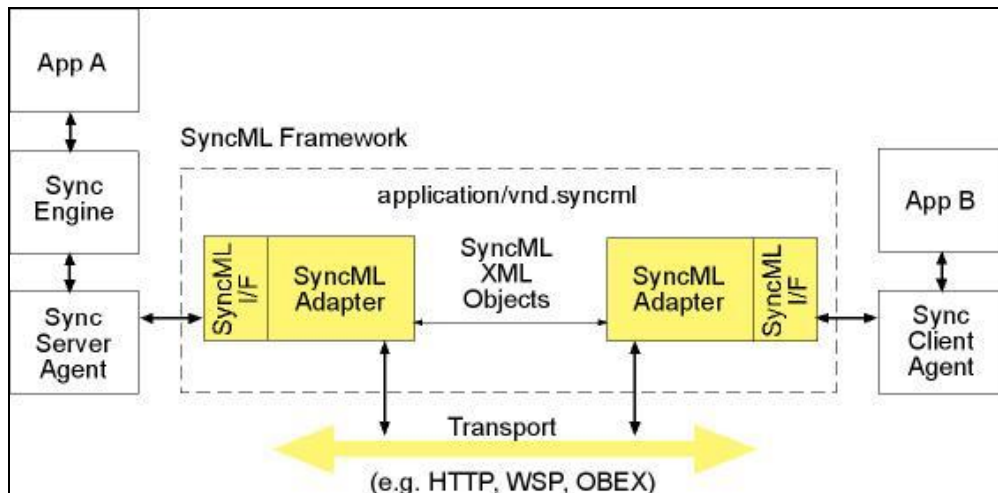 App A
SyncML Framework
Sync
Engine
application/vnd.syncml
App B
SyncML
I/F
SyncML
Adapter
SyncML
XML
Objects
SyncML
Adapter
SyncML
I/F
Sync
Server
Agent
Sync
Client
Agent
Transport
(e.g. HTTP, WSP, OBEX)